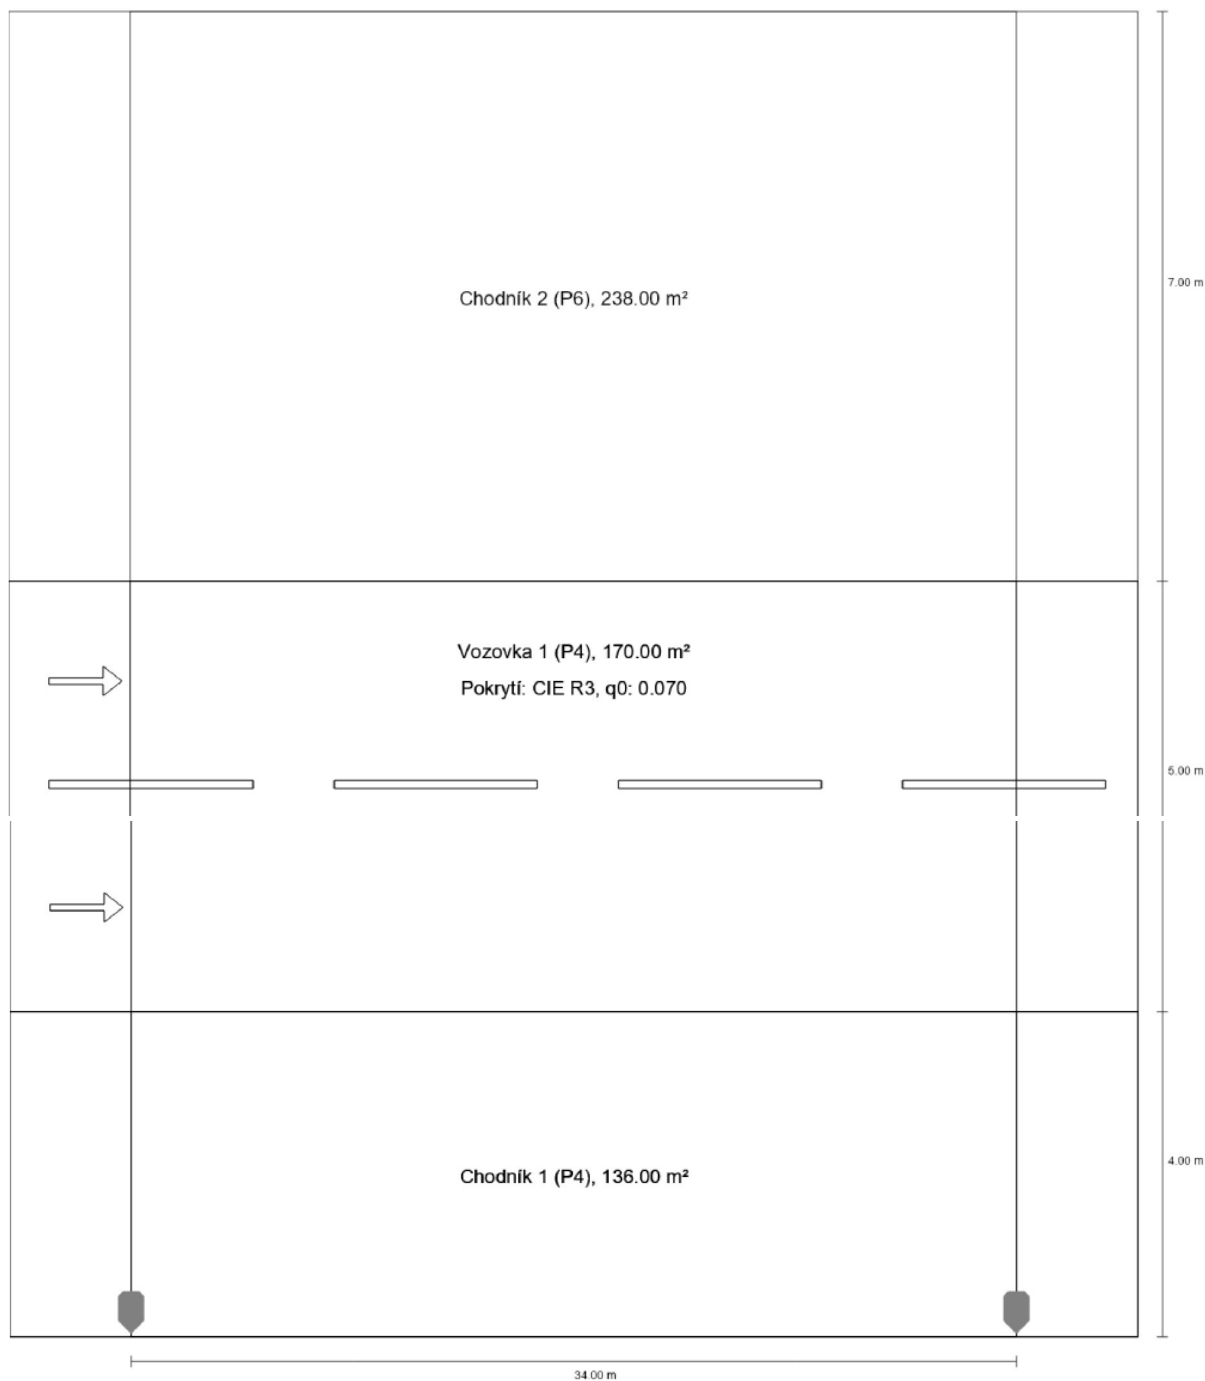 7.00 m
Chodník 2 (P6), 238.00 m²
Vozovka 1 (P4), 170.00 m²
Pokrytí: CIE R3, q0: 0.070
5.00 m
4.00 m
Chodník 1 (P4), 136.00 m²
34.00 m